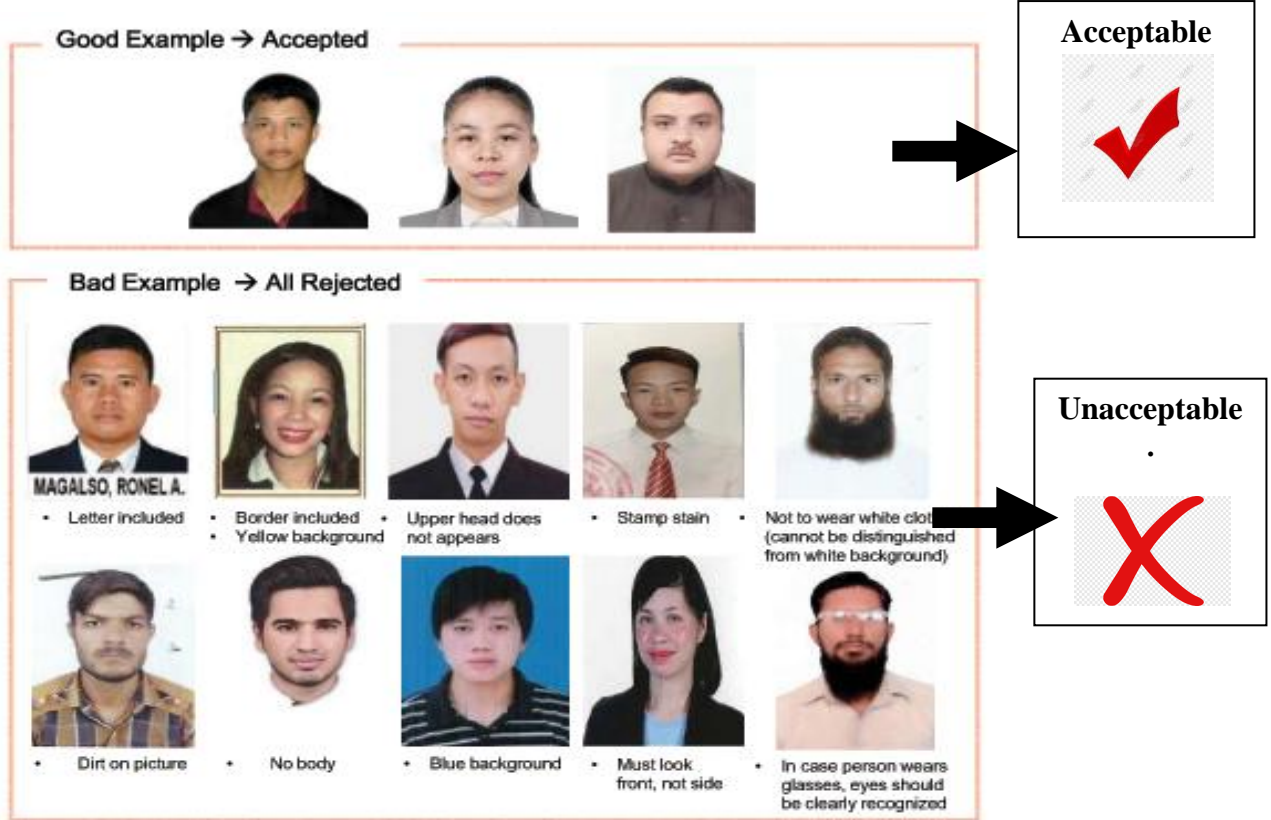 Good Example → Accepted
Acceptable
Bad Example → All Rejected
MAGALSO, RONEL A.
• Letter included
• Border included
• Yellow background
• Upper head does
not appears
• Stamp stain
• Not to wear white clot
(cannot be distinguished
from white background)
Unacceptable
.
• Dirt on picture
• No body
• Blue background
• Must look
front, not side
• In case person wears
glasses, eyes should
be clearly recognized